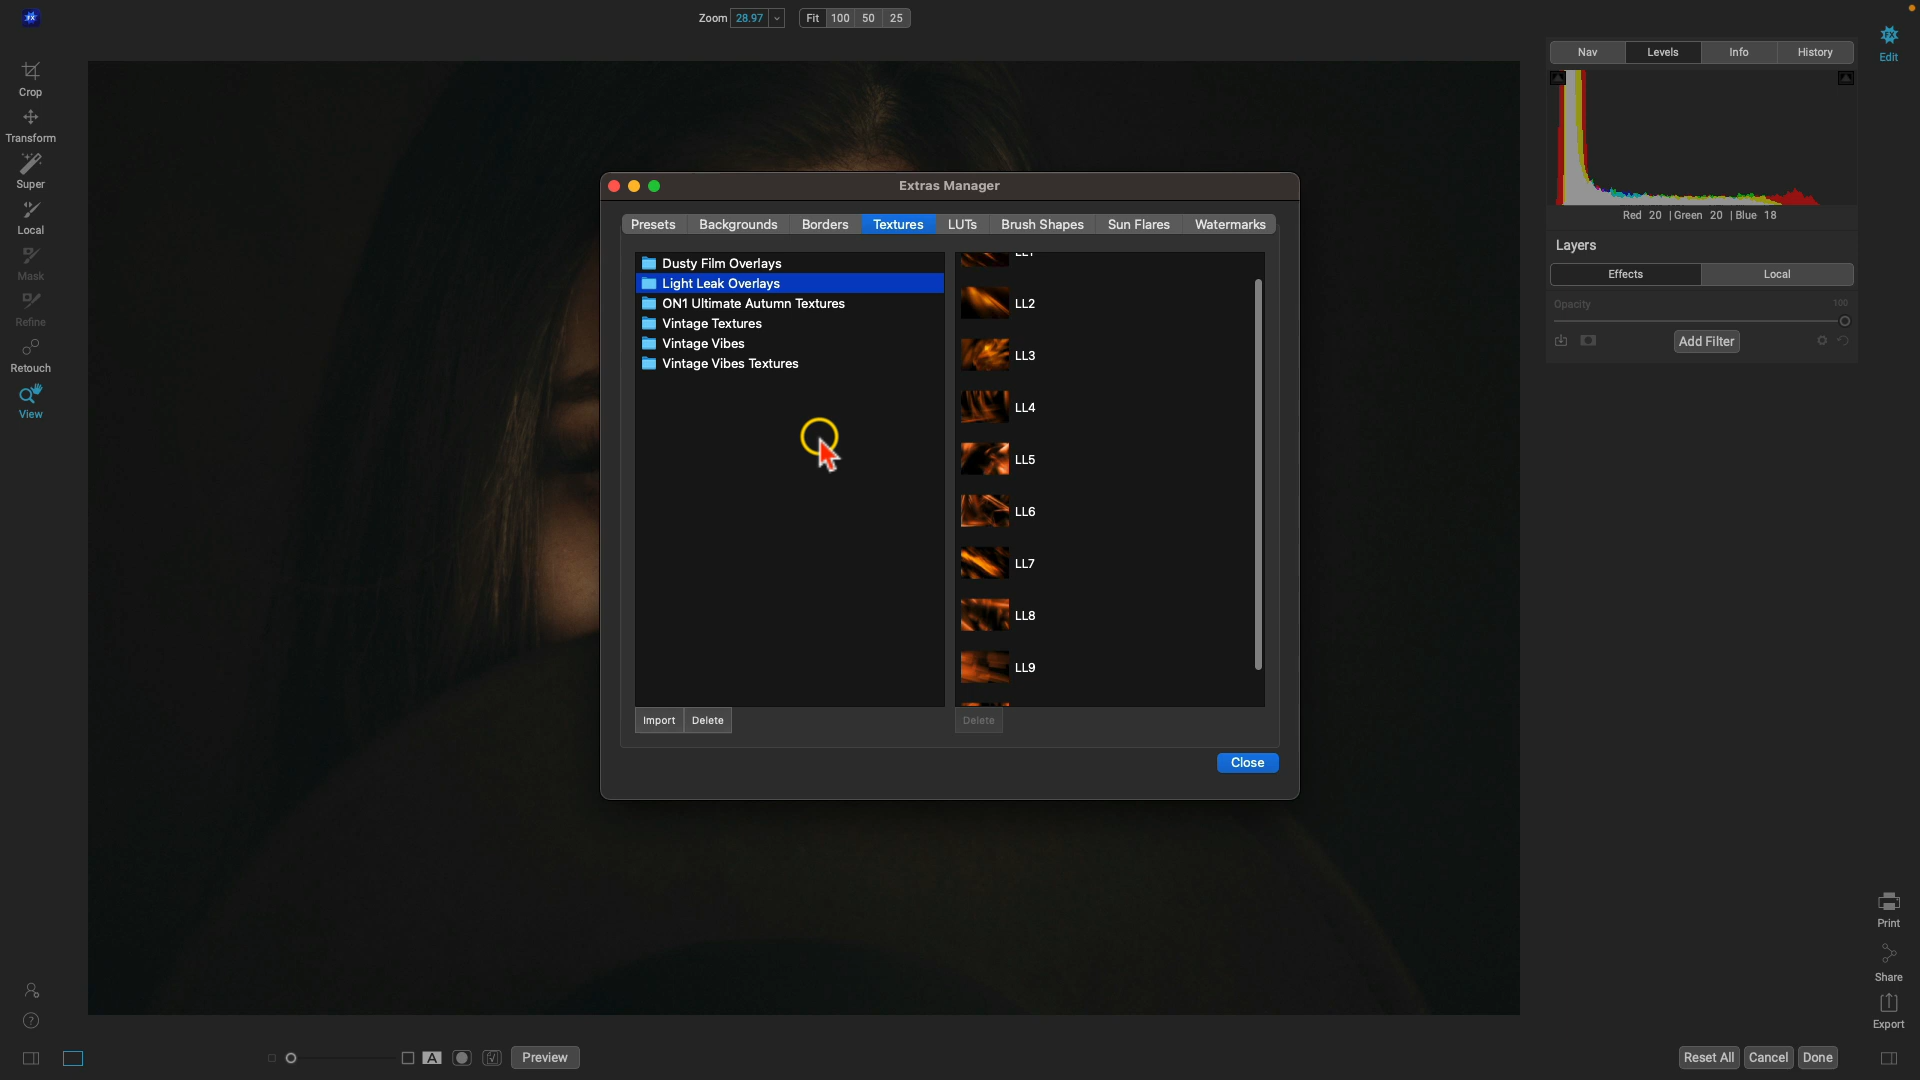 Zoom 28.97 Fit 100 50 25
Crop
Transform
Super
Local
Mask
Refine
Retouch
View
Extras Manager
Presets Backgrounds Borders Textures LUTs Brush Shapes Sun Flares Watermarks
Dusty Film Overlays
Light Leak Overlays
ON1 Ultimate Autumn Textures
Vintage Textures
Vintage Vibes
Vintage Vibes Textures
LL1
LL2
LL3
LL4
LL5
LL6
LL7
LL8
LL9
Import Delete
Delete
Close
Nav Levels Info History
Red 20 | Green 20 | Blue 18
Layers
Effects Local
Opacity 100
Add Filter
FX
Edit
Print
Share
Export
A Preview
Reset All Cancel Done